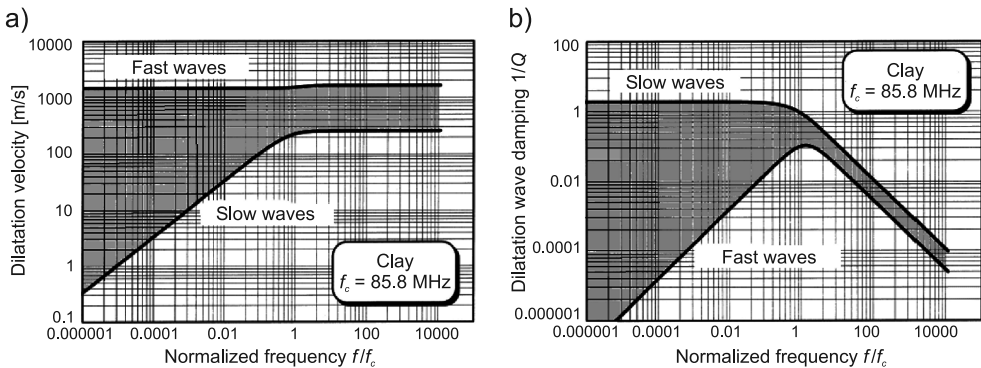 a)
Dilatation velocity [m/s]
10000
1000
100
10
1
0.1
Fast waves
Slow waves
Clay
f_c = 85.8 MHz
0.000001 0.0001 0.01 1 100 10000
Normalized frequency f/f_c
b)
Dilatation wave damping 1/Q
100
1
0.01
0.0001
0.000001
Slow waves
Clay
f_c = 85.8 MHz
Fast waves
0.000001 0.0001 0.01 1 100 10000
Normalized frequency f/f_c